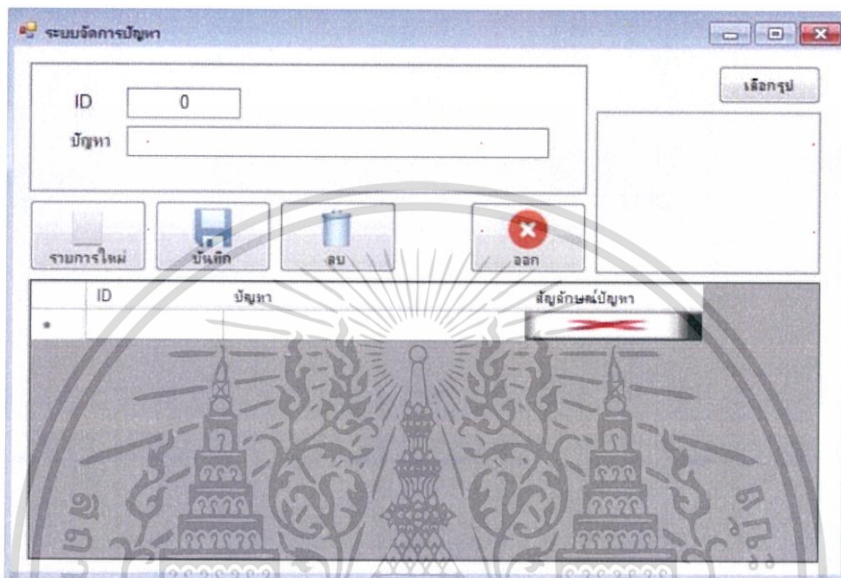 ระบบจัดการปัญหา
เลือกรูป
ID 0
ปัญหา
รายการใหม่ บันทึก ลบ ออก
ID ปัญหา สัญลักษณ์ปัญหา
*